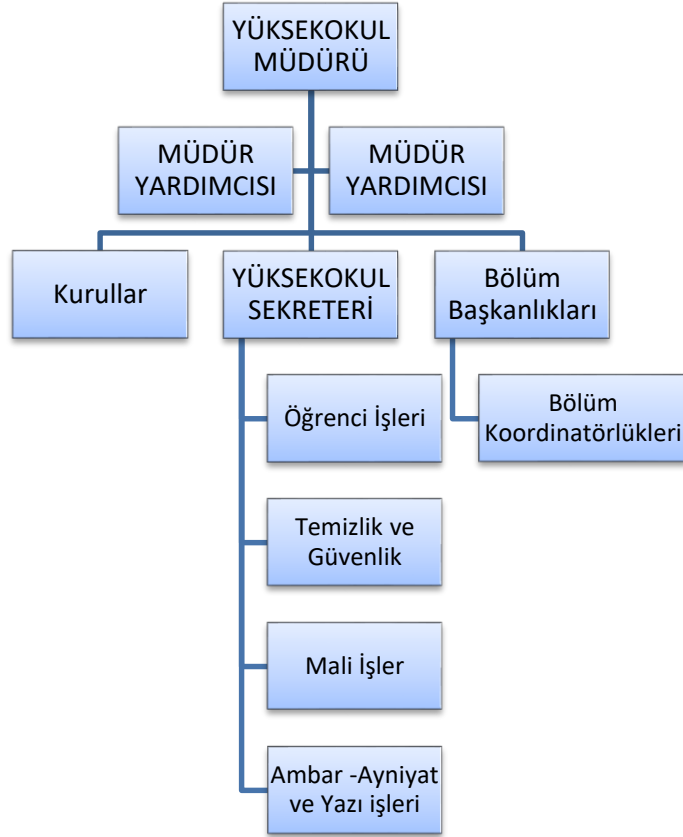 YÜKSEKOKUL
MÜDÜRÜ
MÜDÜR
YARDIMCISI
MÜDÜR
YARDIMCISI
Kurullar
YÜKSEKOKUL
SEKRETERİ
Bölüm
Başkanlıkları
Öğrenci İşleri
Bölüm
Koordinatörlükleri
Temizlik ve
Güvenlik
Mali İşler
Ambar -Ayniyat
ve Yazı işleri